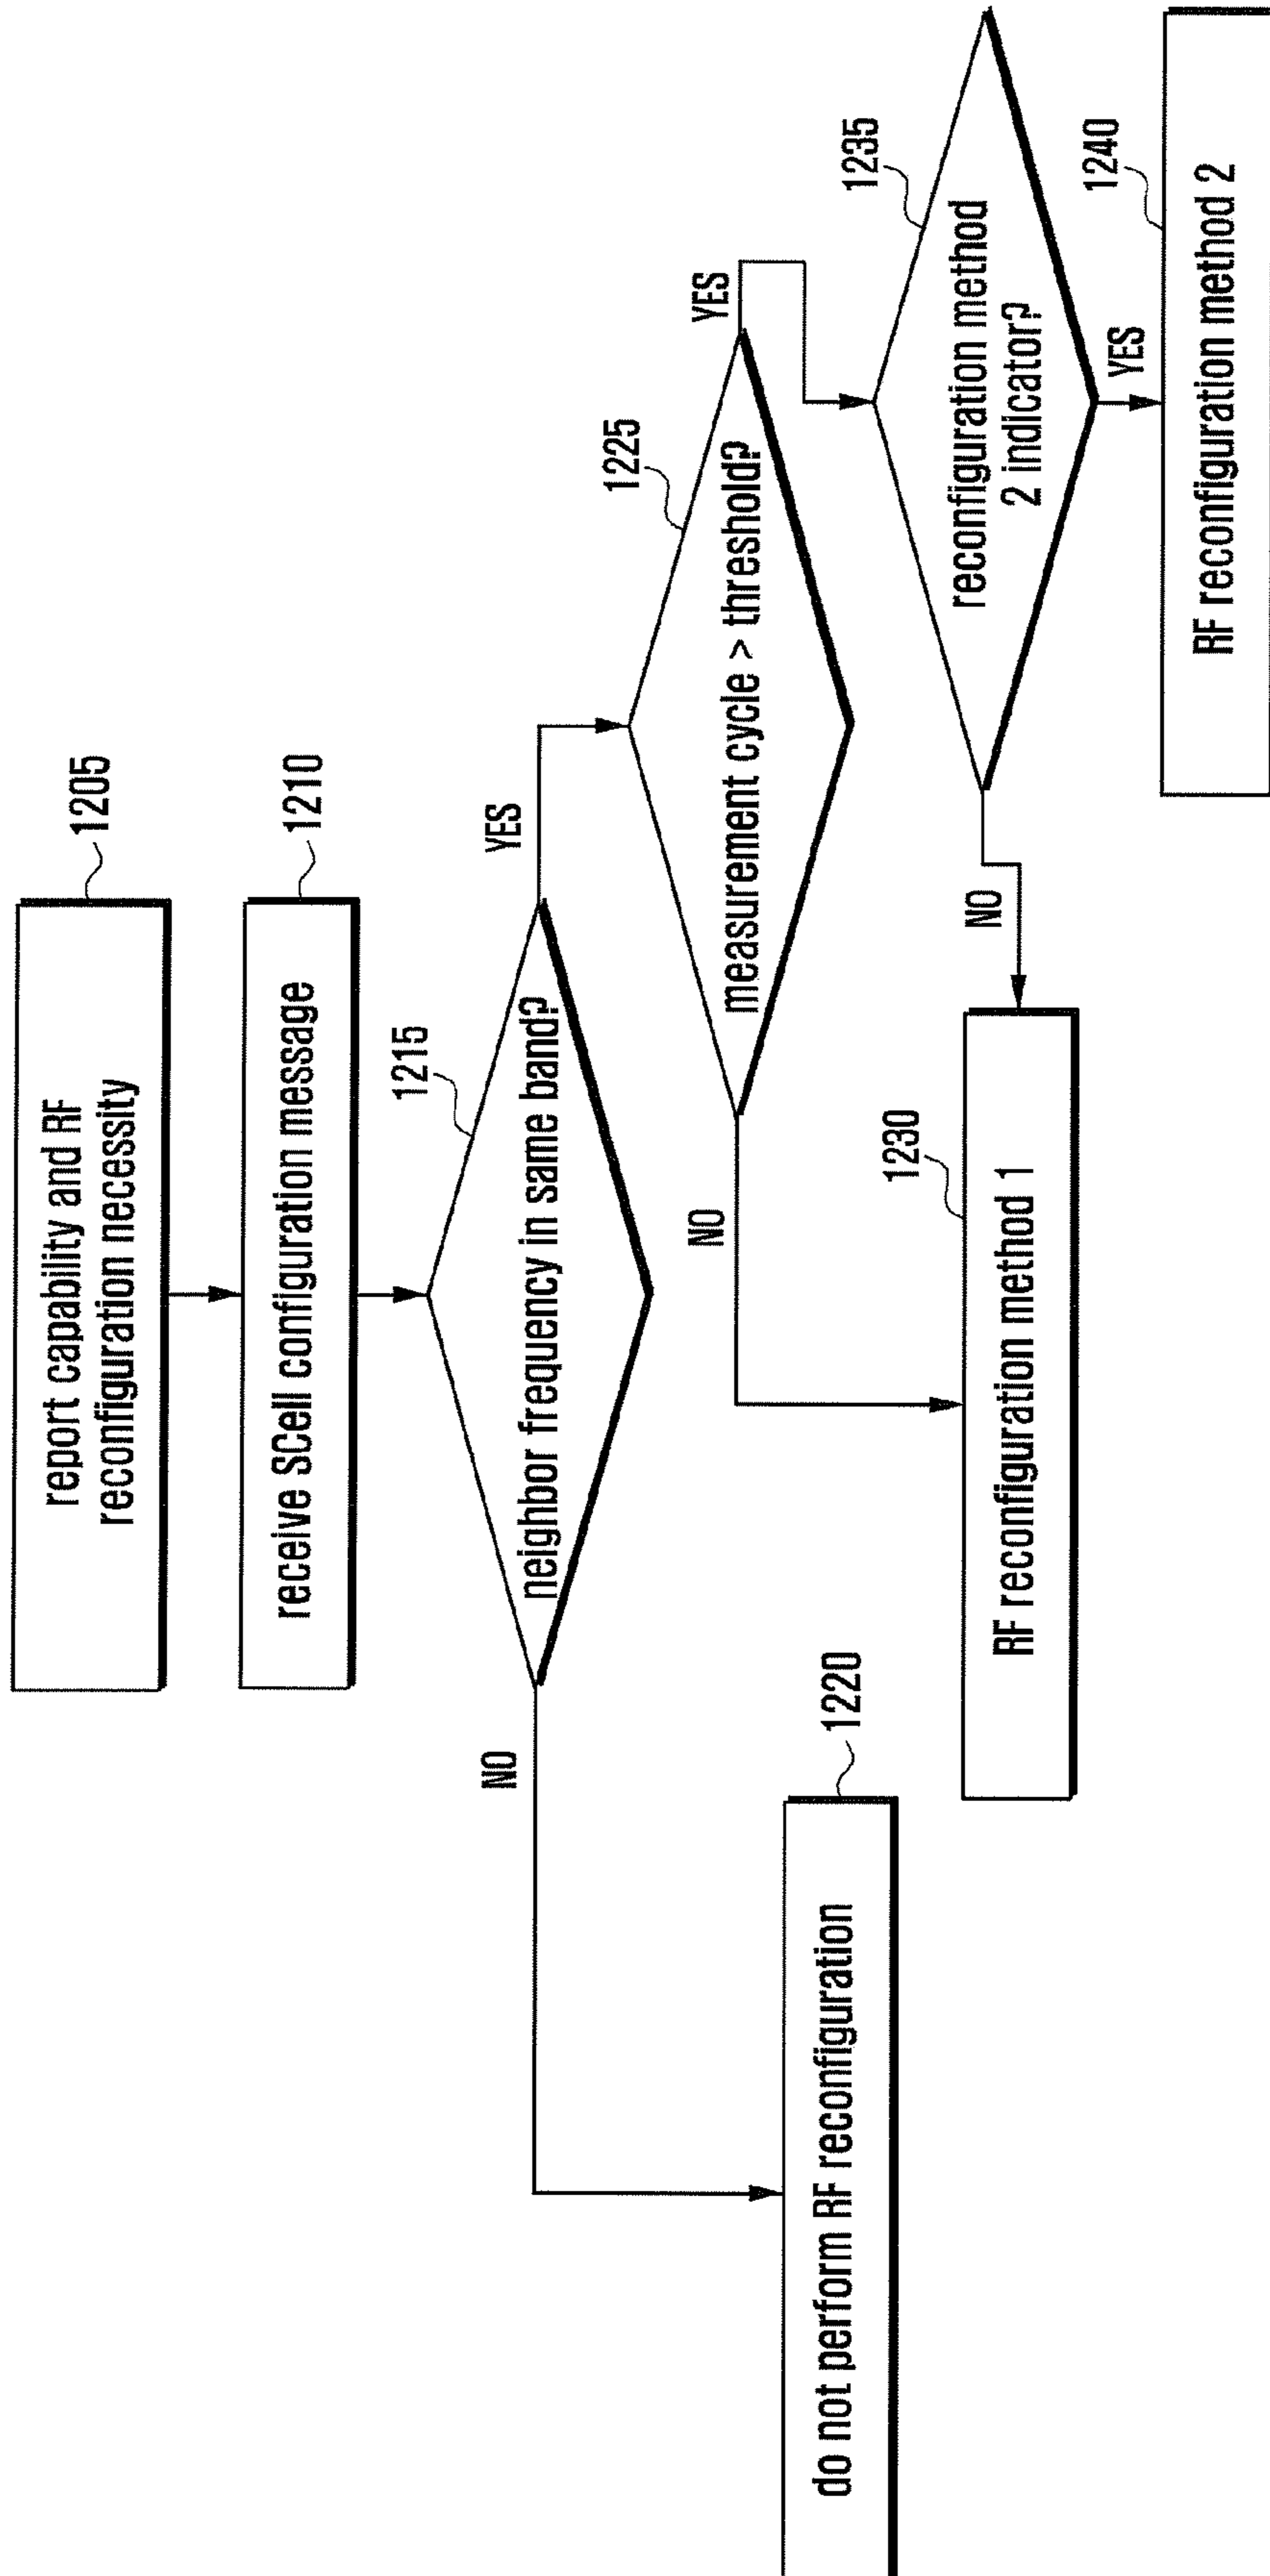 report capability and RF
reconfiguration necessity
1205
receive SCell configuration message
1210
neighbor frequency in same band?
1215
NO
YES
do not perform RF reconfiguration
1220
measurement cycle > threshold?
1225
NO
YES
RF reconfiguration method 1
1230
reconfiguration method
2 indicator?
1235
NO
YES
RF reconfiguration method 2
1240